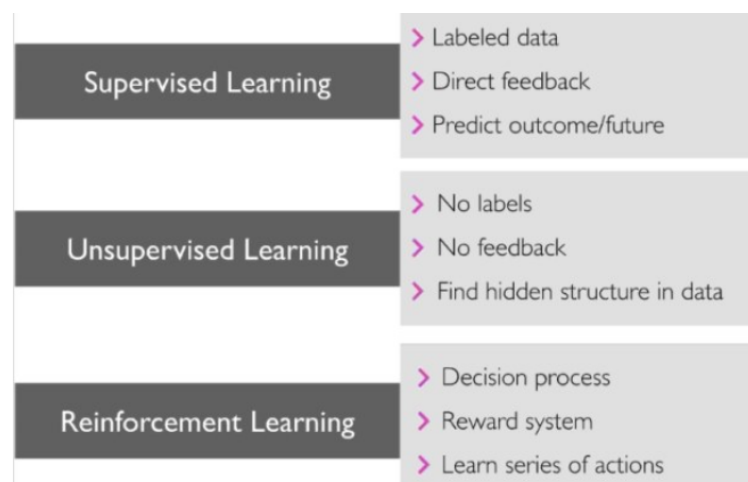 Supervised Learning
Labeled data
Direct feedback
Predict outcome/future
Unsupervised Learning
No labels
No feedback
Find hidden structure in data
Reinforcement Learning
Decision process
Reward system
Learn series of actions